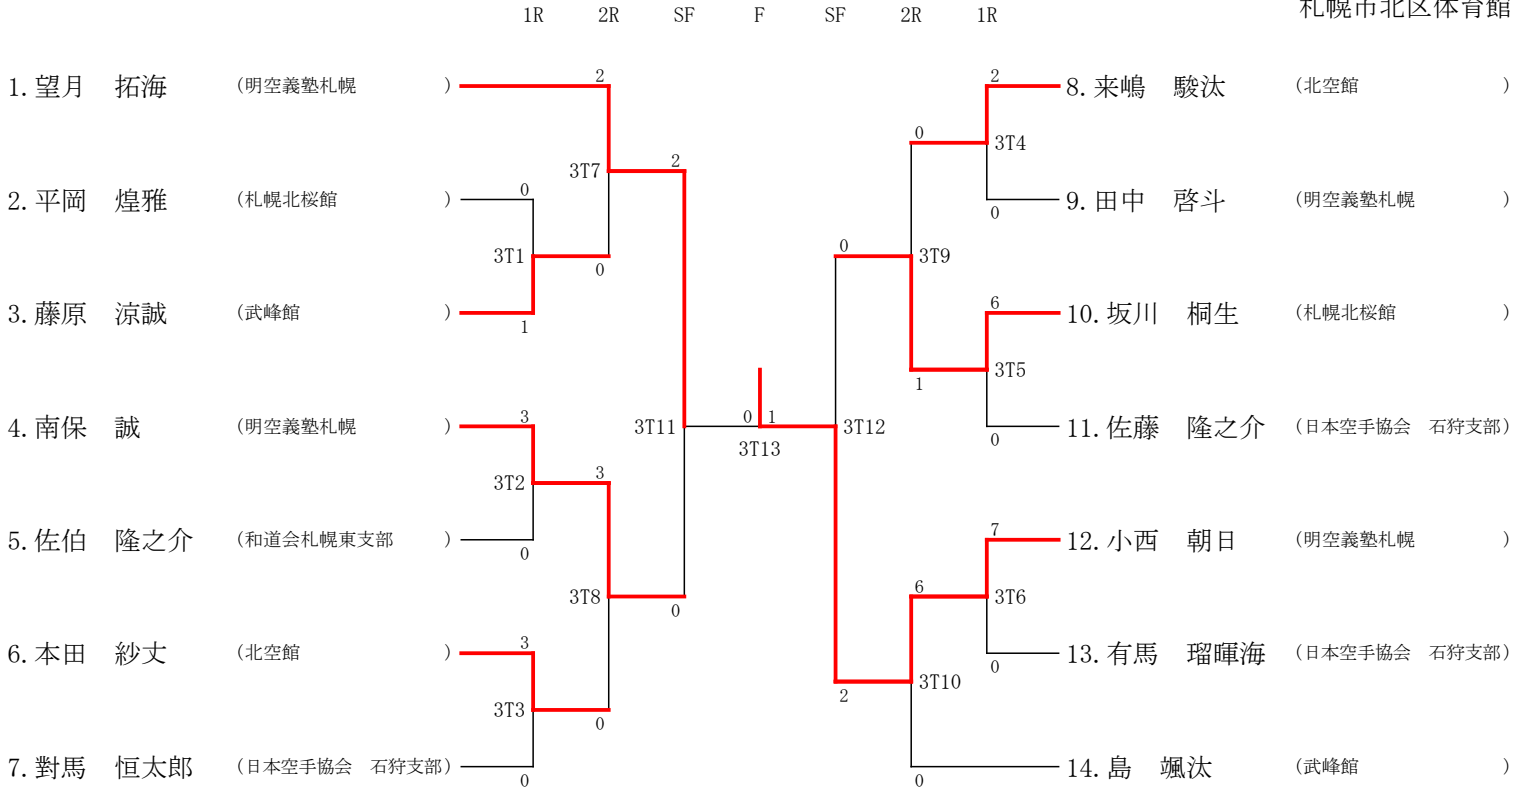 札幌市北区体育館
1R 2R SF F SF 2R 1R
1. 望月 拓海 (明空義塾札幌 ) 2 2 8. 来嶋 駿汰 (北空館 )
0 3T4
3T7 2
2. 平岡 煌雅 (札幌北桜館 ) 0 0 9. 田中 啓斗 (明空義塾札幌 )
3T1 0 0 3T9
3. 藤原 涼誠 (武峰館 ) 1 6 10. 坂川 桐生 (札幌北桜館 )
1 3T5
4. 南保 誠 (明空義塾札幌 ) 3 3T11 0 1 3T12 0 11. 佐藤 隆之介 (日本空手協会 石狩支部)
3T13
3T2 3
5. 佐伯 隆之介 (和道会札幌東支部 ) 0 7 12. 小西 朝日 (明空義塾札幌 )
3T8 0 6 3T6
6. 本田 紗丈 (北空館 ) 3 0 13. 有馬 瑠暉海 (日本空手協会 石狩支部)
2 3T10
3T3 0
7. 對馬 恒太郎 (日本空手協会 石狩支部) 0 0 14. 島 颯汰 (武峰館 )